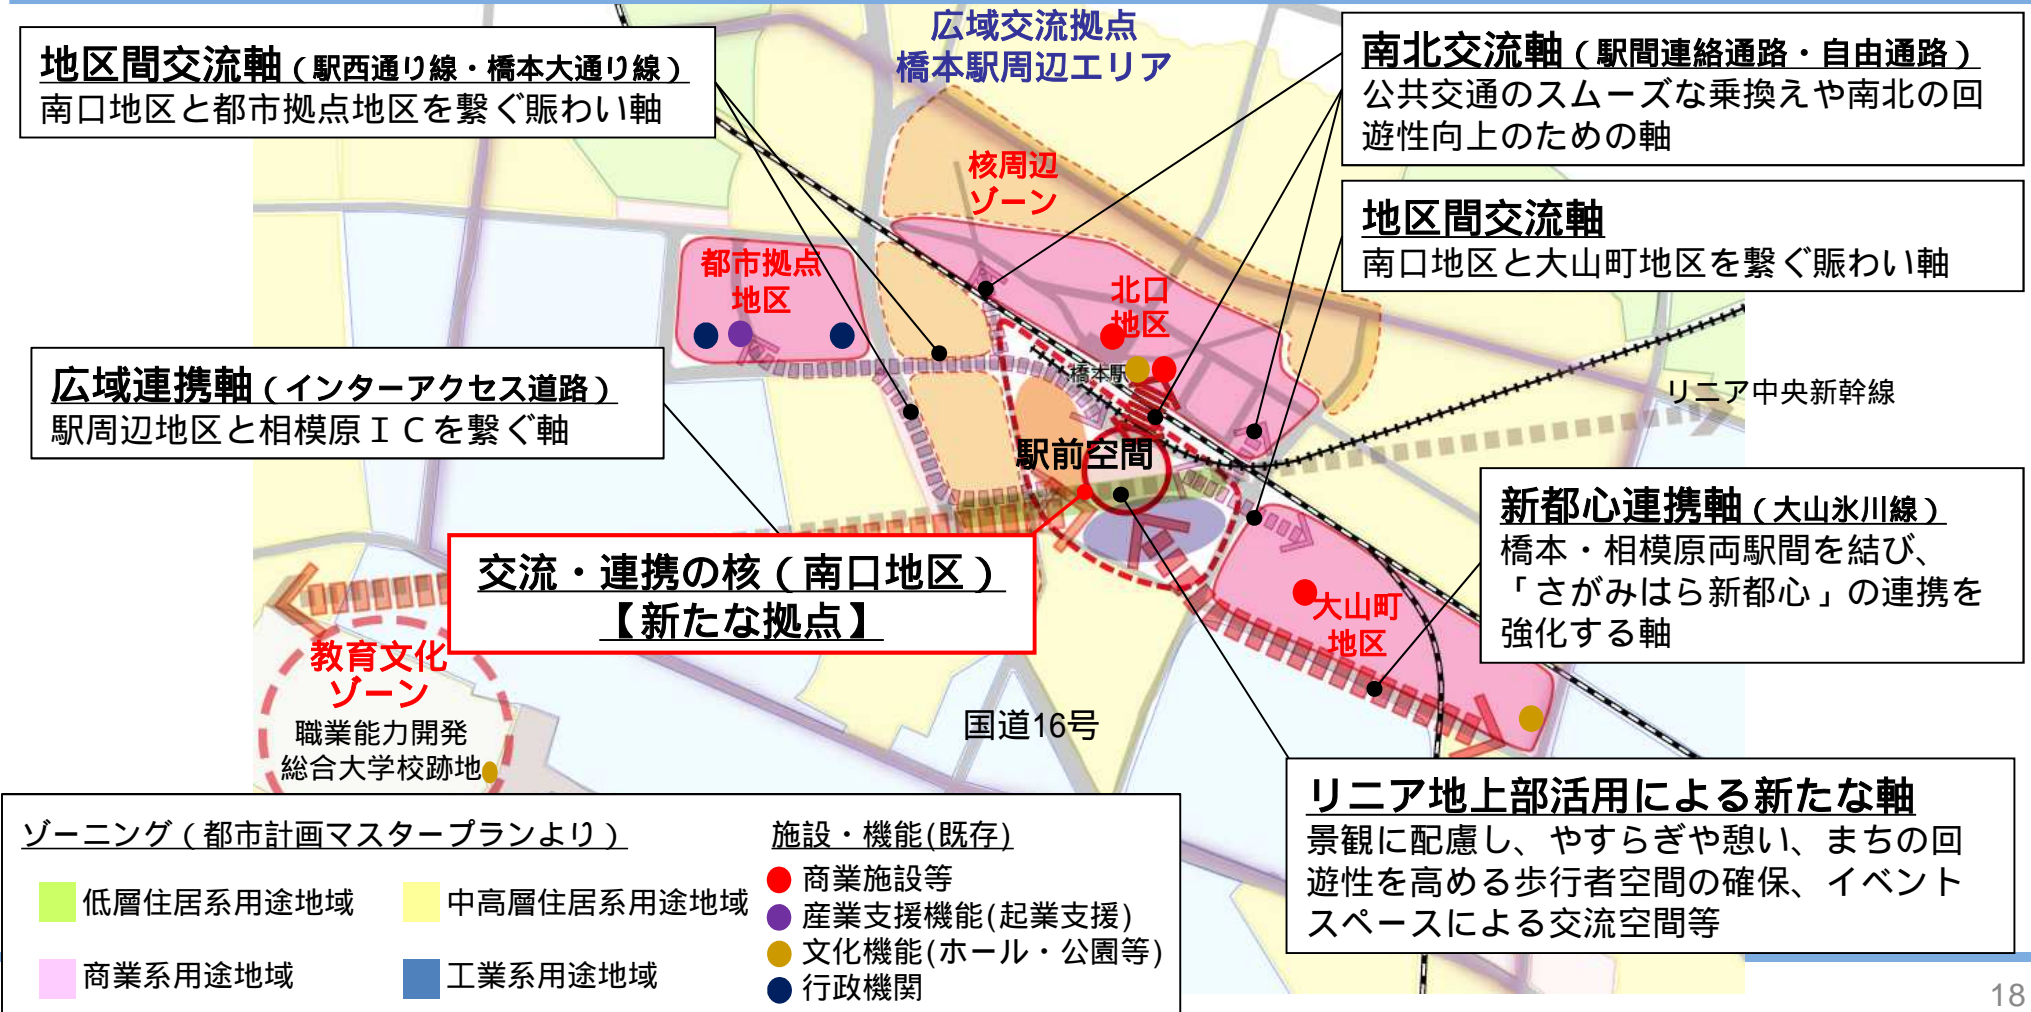 広域交流拠点
橋本駅周辺エリア
地区間交流軸（駅西通り線・橋本大通り線）
南口地区と都市拠点地区を繋ぐ賑わい軸
南北交流軸（駅間連絡通路・自由通路）
公共交通のスムーズな乗換えや南北の回
遊性向上のための軸
地区間交流軸
南口地区と大山町地区を繋ぐ賑わい軸
核周辺
ゾーン
都市拠点
地区
北口
地区
橋本駅
広域連携軸（インターアクセス道路）
駅周辺地区と相模原ＩＣを繋ぐ軸
リニア中央新幹線
駅前空間
新都心連携軸（大山氷川線）
橋本・相模原両駅間を結び、
「さがみはら新都心」の連携を
強化する軸
交流・連携の核（南口地区）
【新たな拠点】
大山町
地区
教育文化
ゾーン
職業能力開発
総合大学校跡地
国道16号
リニア地上部活用による新たな軸
景観に配慮し、やすらぎや憩い、まちの回
遊性を高める歩行者空間の確保、イベント
スペースによる交流空間等
ゾーニング（都市計画マスタープランより）
低層住居系用途地域
中高層住居系用途地域
商業系用途地域
工業系用途地域
施設・機能(既存)
商業施設等
産業支援機能(起業支援)
文化機能(ホール・公園等)
行政機関
18